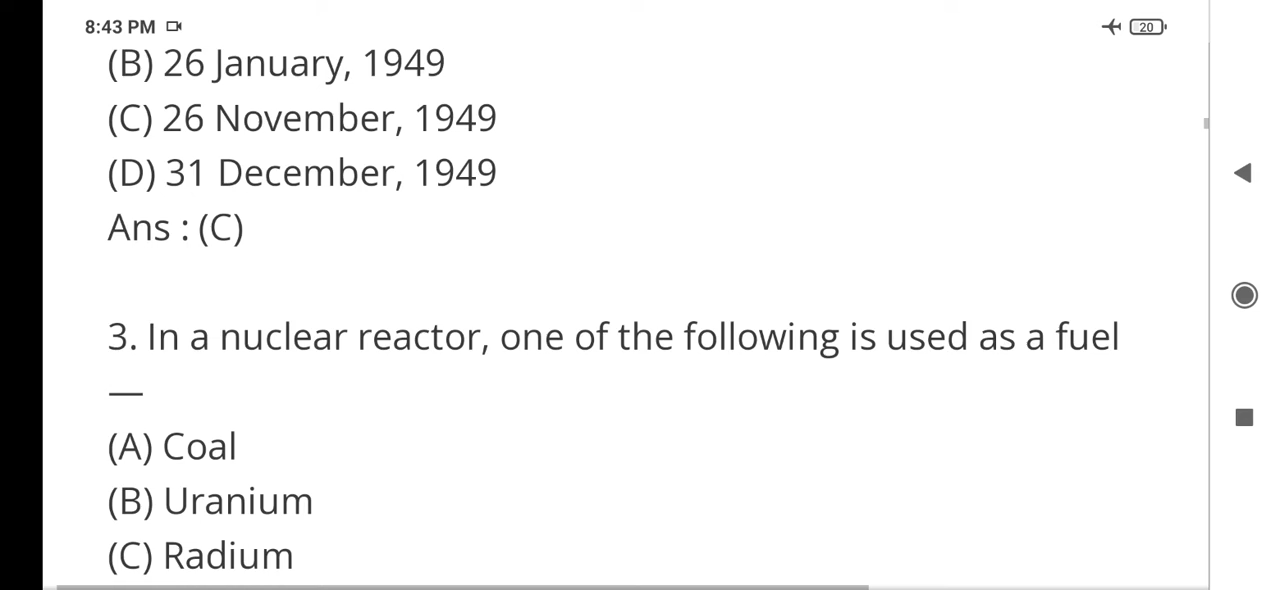 8:43 PM
20
(B) 26 January, 1949
(C) 26 November, 1949
(D) 31 December, 1949
Ans : (C)
3. In a nuclear reactor, one of the following is used as a fuel
—
(A) Coal
(B) Uranium
(C) Radium